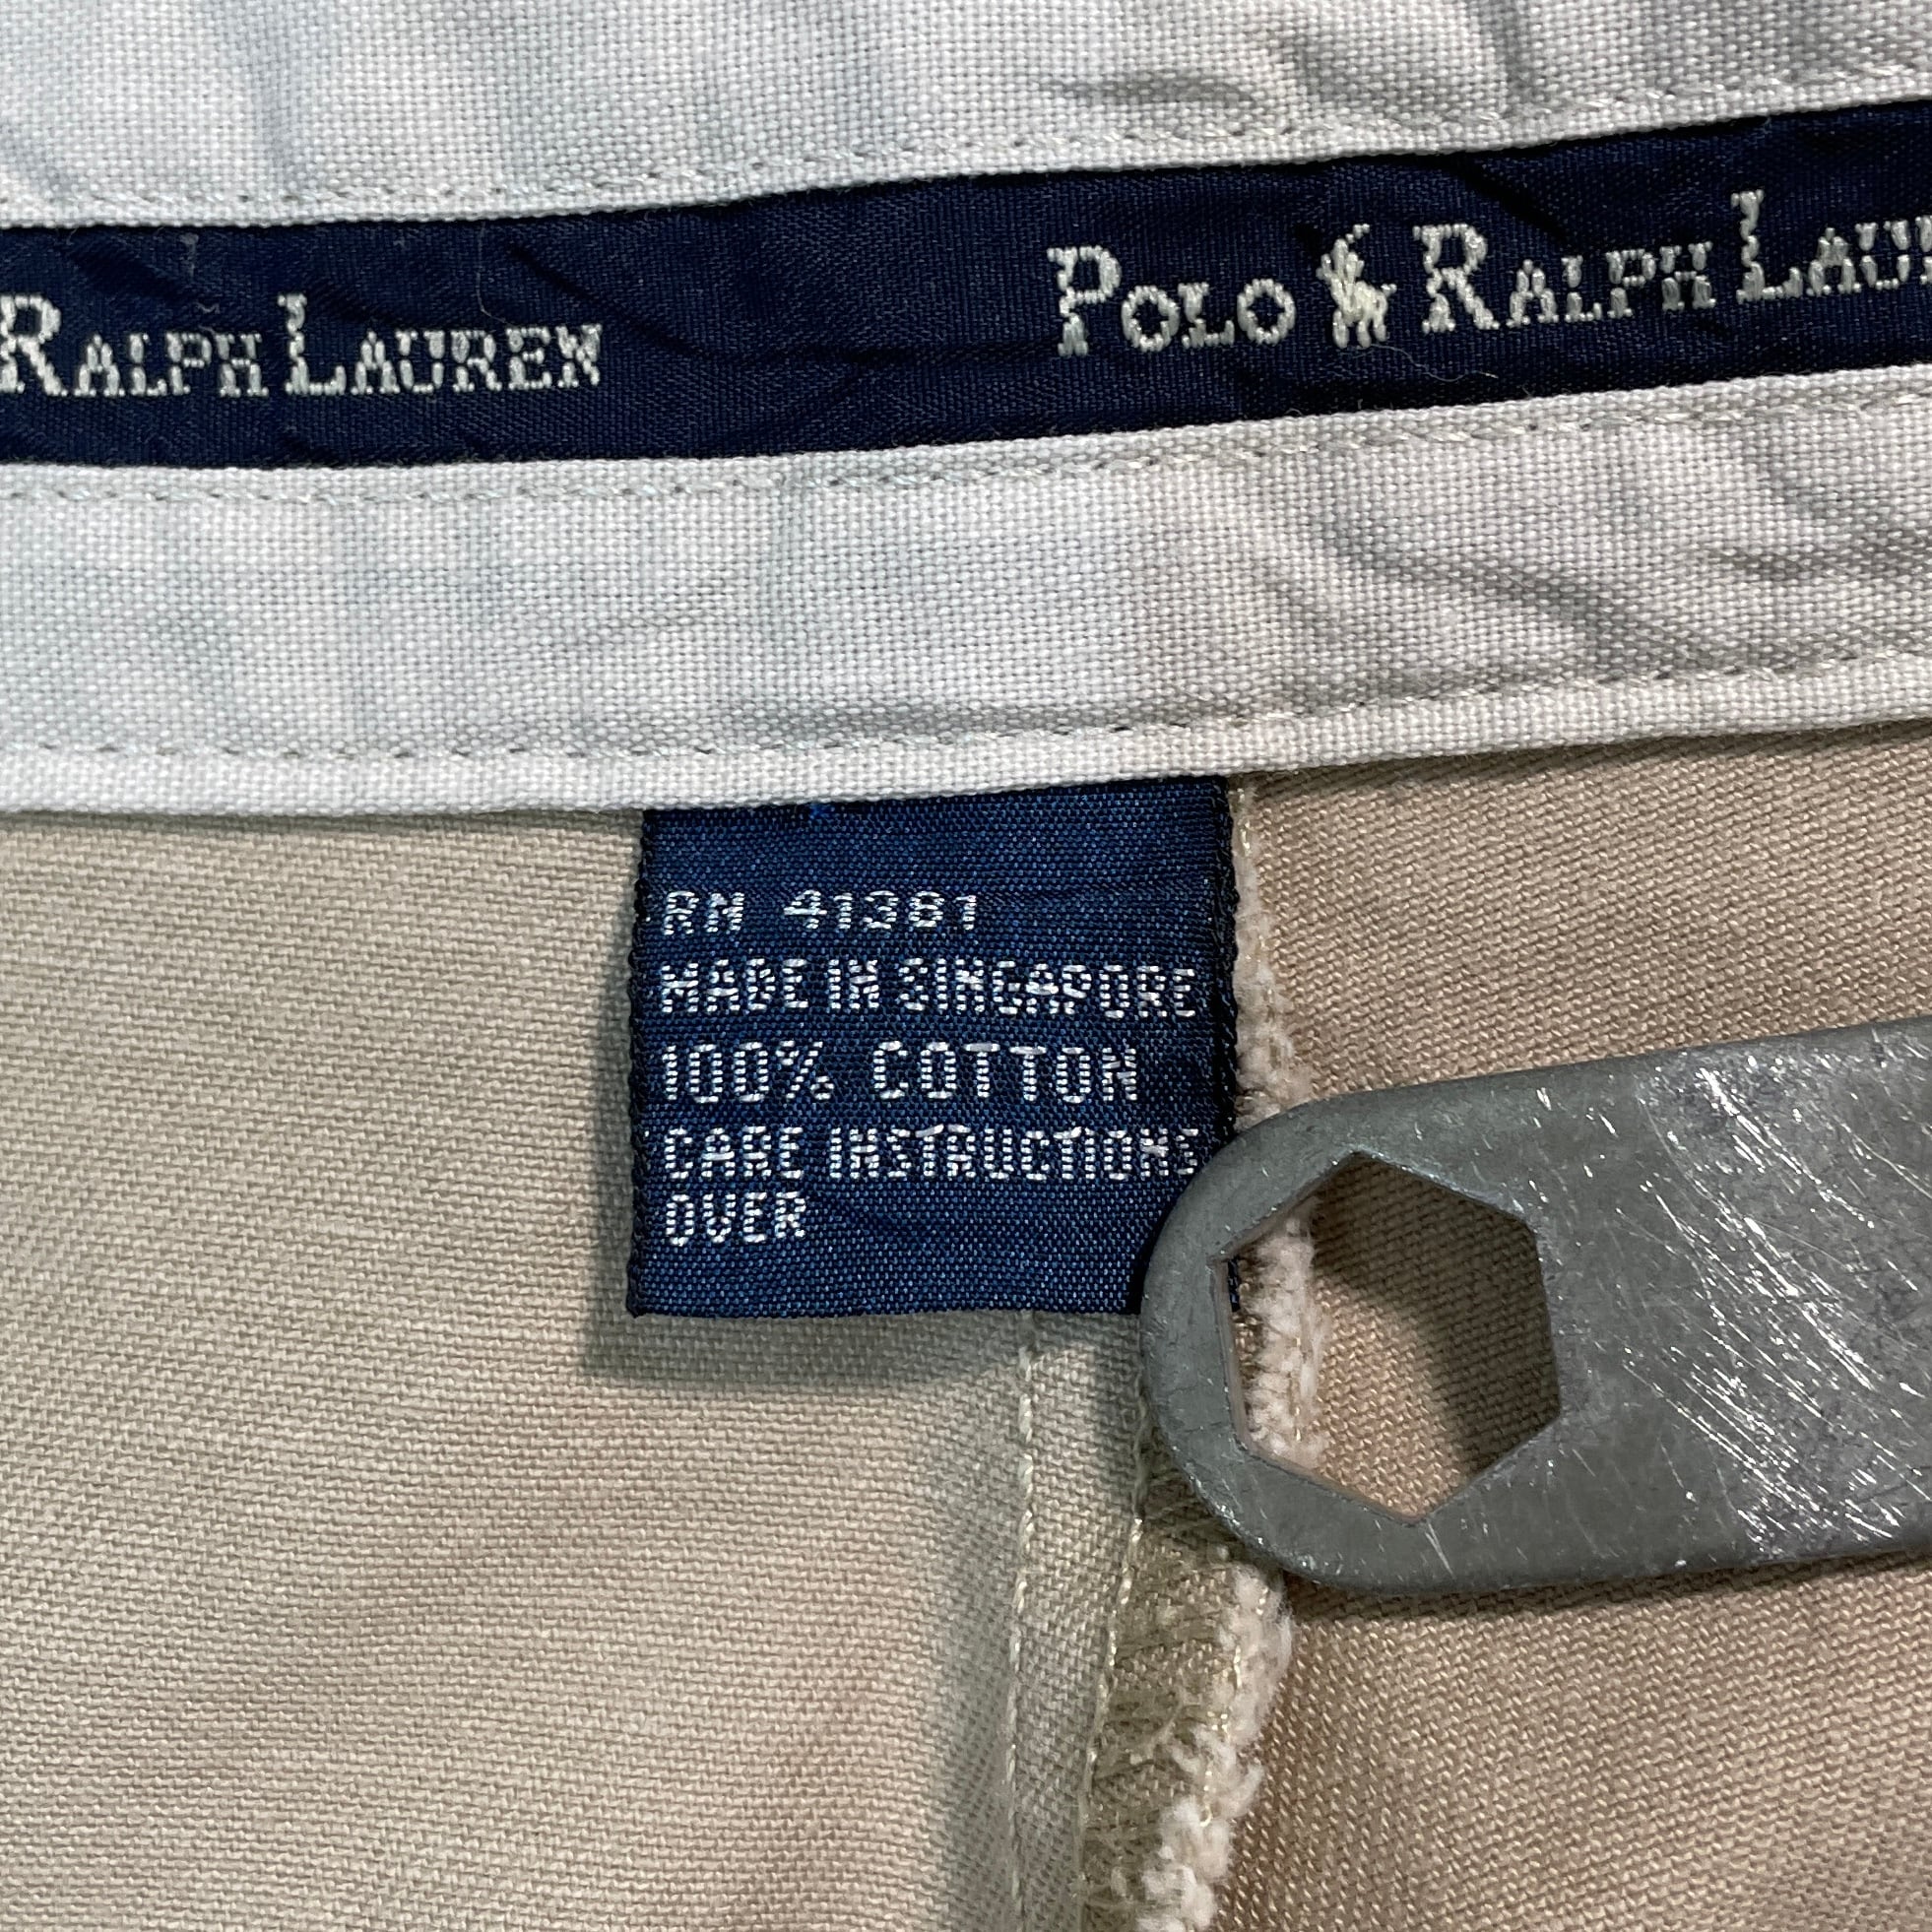 RALPH LAUREN POLO RALPH LAUR
RN 41381
MADE IN SINGAPORE
100% COTTON
CARE INSTRUCTIONS
OVER